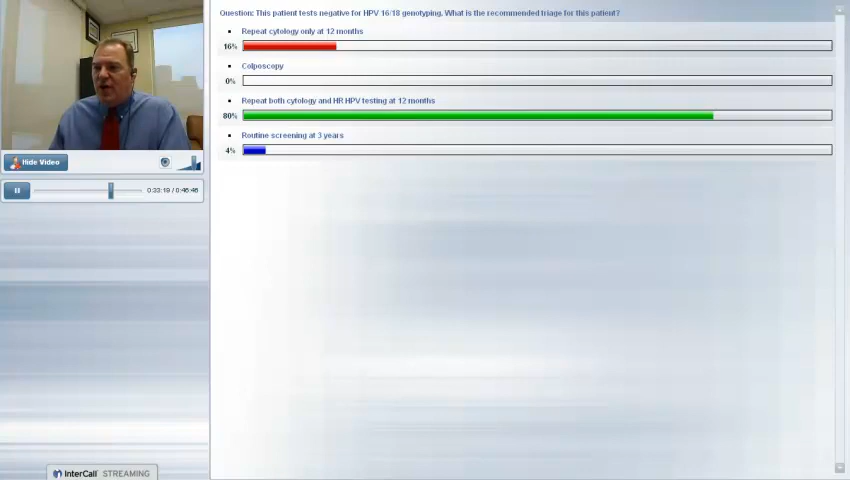 Question: This patient tests negative for HPV 16/18 genotyping. What is the recommended triage for this patient?
Repeat cytology only at 12 months
16%
Colposcopy
0%
Repeat both cytology and HR HPV testing at 12 months
80%
Routine screening at 3 years
4%
Hide Video
0:33:19 / 0:46:46
InterCall STREAMING